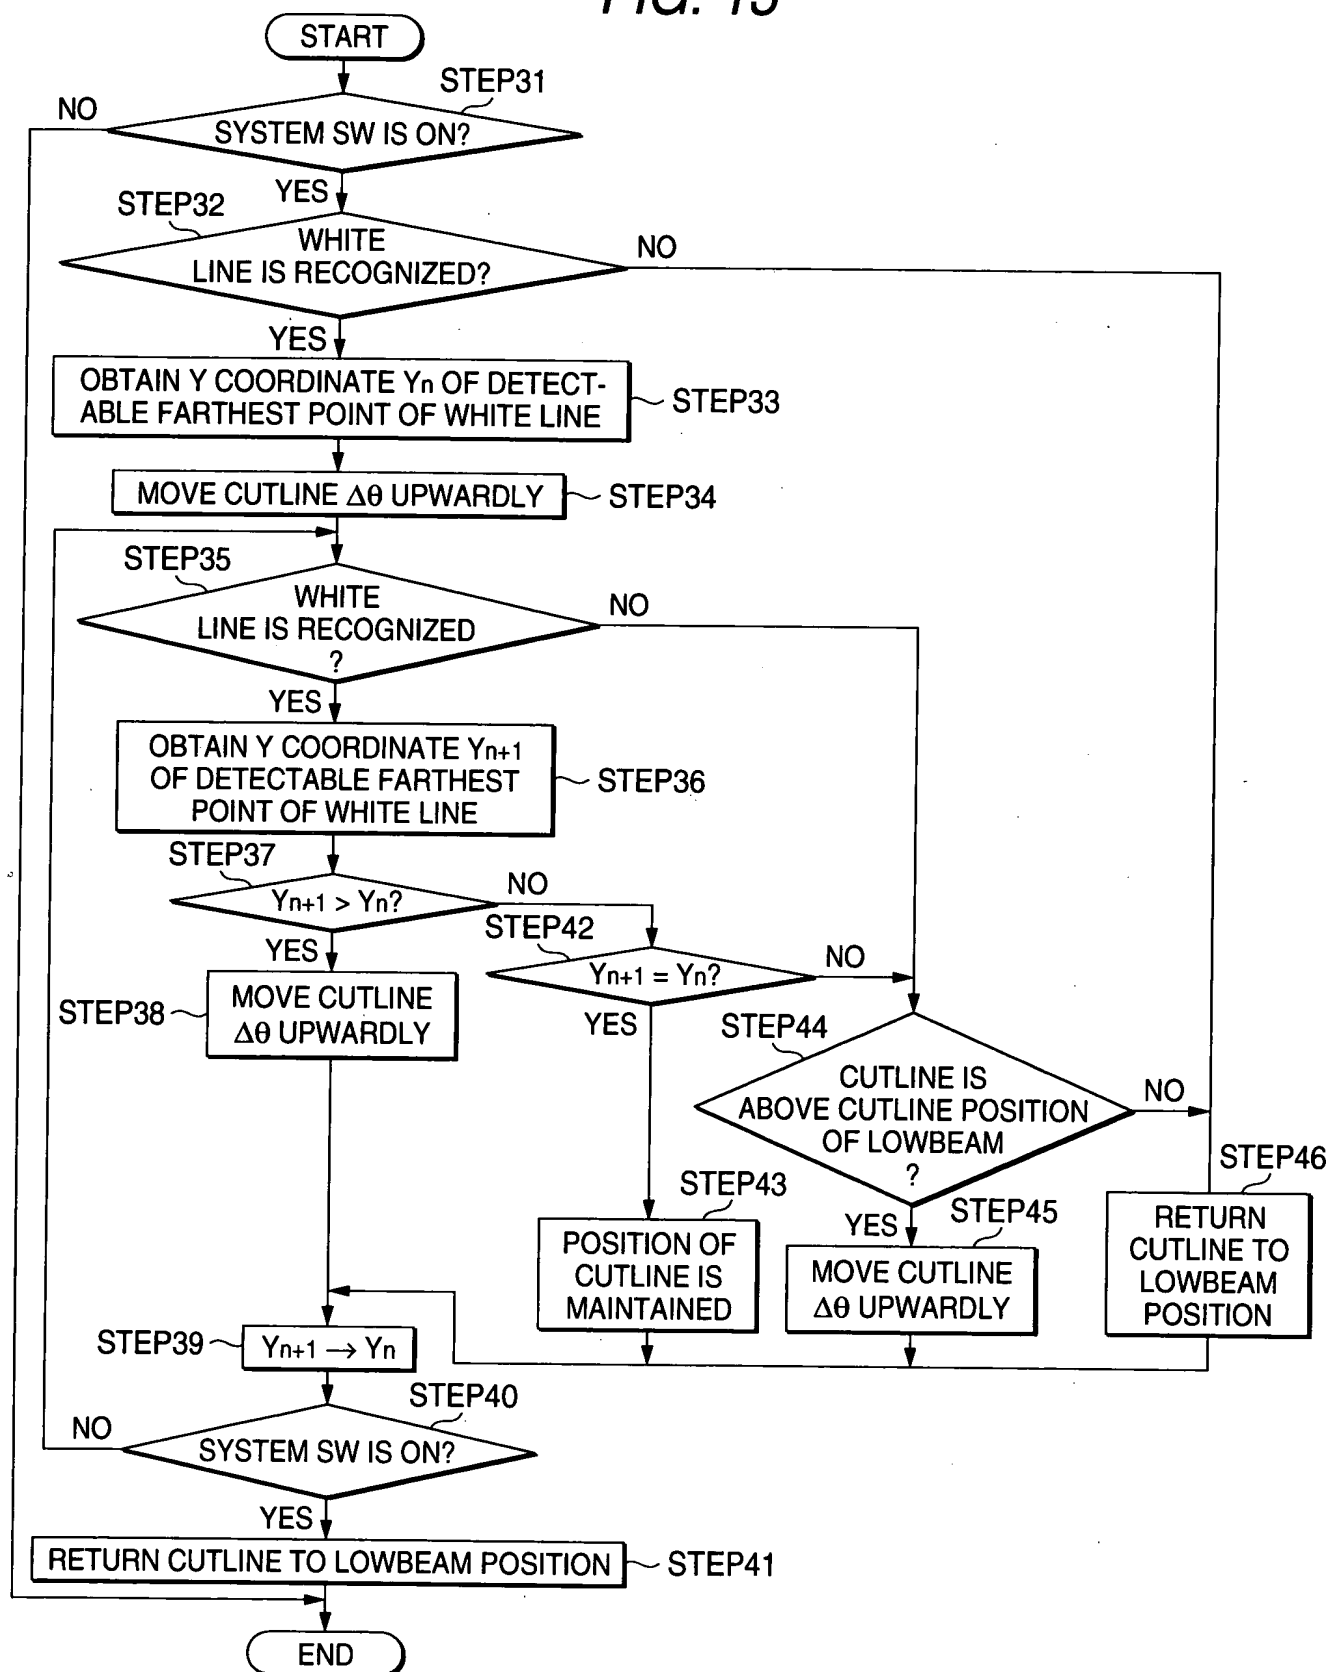 FIG. 13
START
STEP31
NO
SYSTEM SW IS ON?
YES
STEP32
WHITE
LINE IS RECOGNIZED?
NO
YES
OBTAIN Y COORDINATE Yn OF DETECT-
ABLE FARTHEST POINT OF WHITE LINE
STEP33
MOVE CUTLINE Δθ UPWARDLY
STEP34
STEP35
WHITE
LINE IS RECOGNIZED
?
NO
YES
OBTAIN Y COORDINATE Yn+1
OF DETECTABLE FARTHEST
POINT OF WHITE LINE
STEP36
STEP37
Yn+1 > Yn?
NO
YES
STEP42
Yn+1 = Yn?
NO
YES
STEP38
MOVE CUTLINE
Δθ UPWARDLY
STEP44
CUTLINE IS
ABOVE CUTLINE POSITION
OF LOWBEAM
?
NO
YES
STEP43
POSITION OF
CUTLINE IS
MAINTAINED
STEP45
MOVE CUTLINE
Δθ UPWARDLY
STEP46
RETURN
CUTLINE TO
LOWBEAM
POSITION
STEP39
Yn+1 → Yn
STEP40
NO
SYSTEM SW IS ON?
YES
RETURN CUTLINE TO LOWBEAM POSITION
STEP41
END